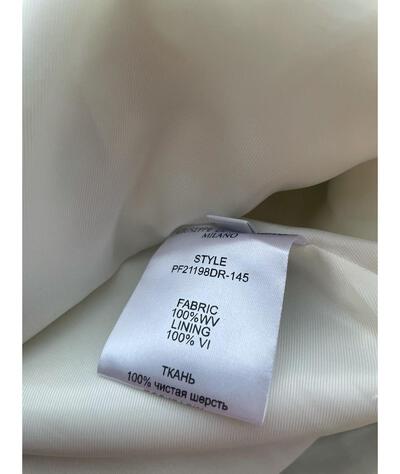 MILANO
STYLE
PF21198DR-145
FABRIC
100%WV
LINING
100% VI
ТКАНЬ
100% чистая шерсть